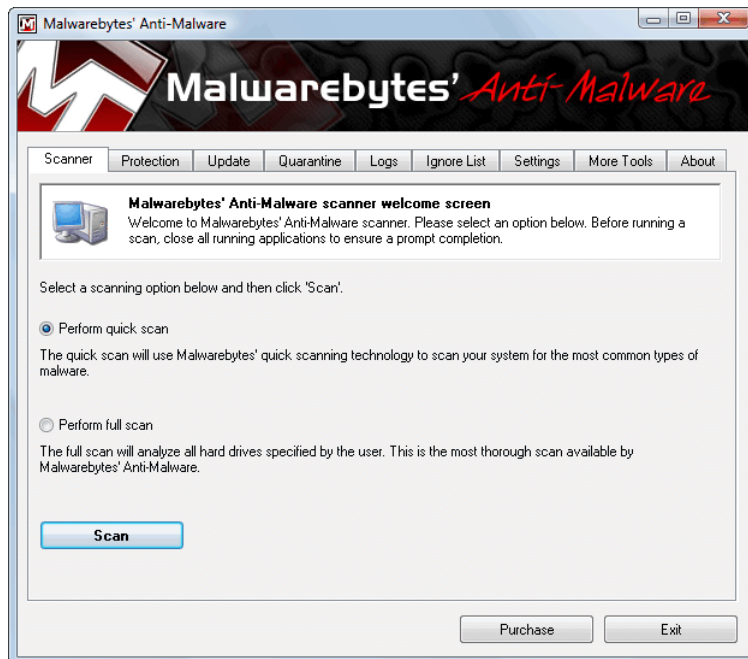 Malwarebytes' Anti-Malware
Malwarebytes' Anti-Malware
Scanner Protection Update Quarantine Logs Ignore List Settings More Tools About
Malwarebytes' Anti-Malware scanner welcome screen
Welcome to Malwarebytes' Anti-Malware scanner. Please select an option below. Before running a
scan, close all running applications to ensure a prompt completion.
Select a scanning option below and then click 'Scan'.
Perform quick scan
The quick scan will use Malwarebytes' quick scanning technology to scan your system for the most common types of
malware.
Perform full scan
The full scan will analyze all hard drives specified by the user. This is the most thorough scan available by
Malwarebytes' Anti-Malware.
Scan
Purchase Exit